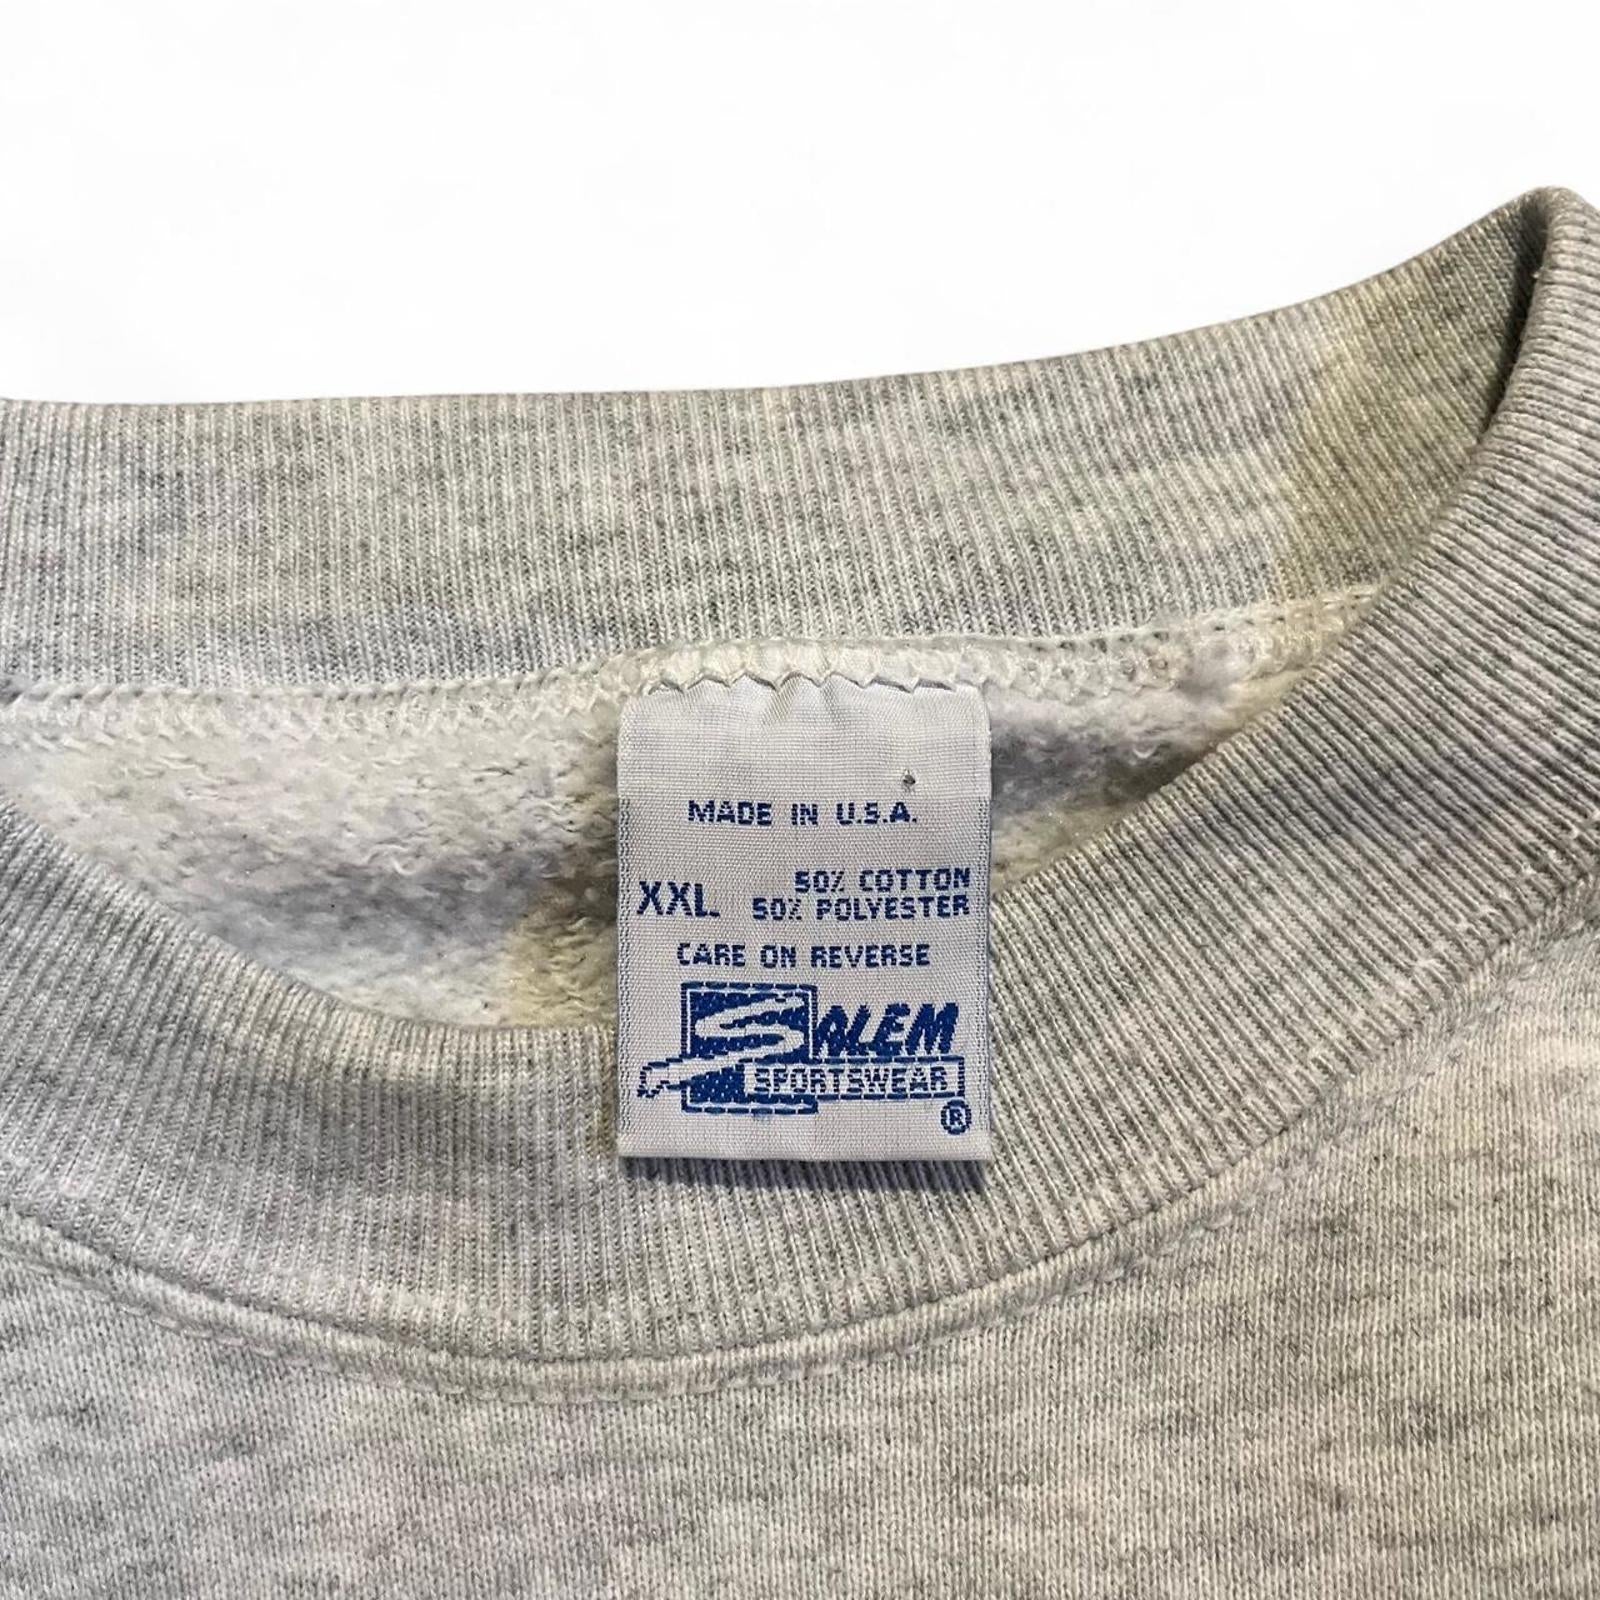 MADE IN U.S.A.
XXL 50% COTTON
50% POLYESTER
CARE ON REVERSE
SALEM
SPORTSWEAR
®